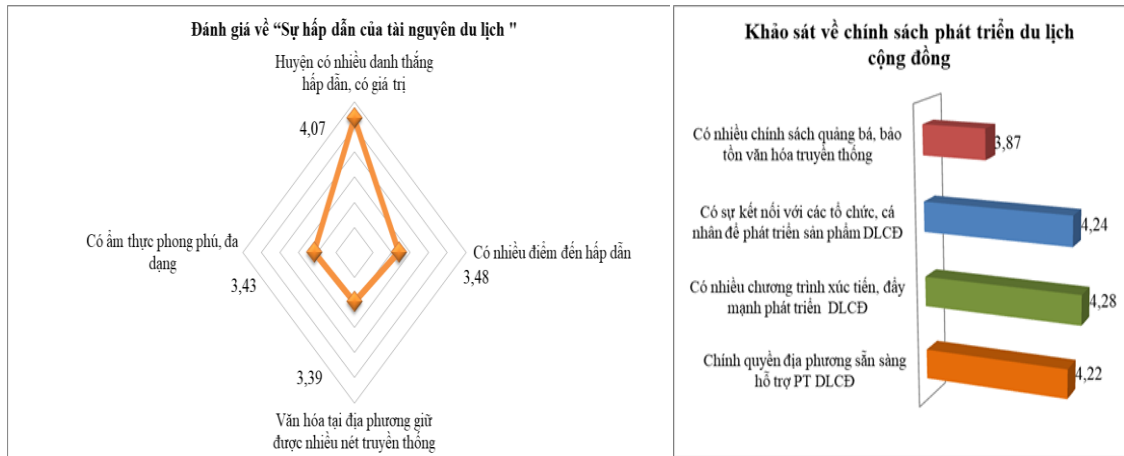 Đánh giá về “Sự hấp dẫn của tài nguyên du lịch "
Huyện có nhiều danh thắng
hấp dẫn, có giá trị
4,07
Có ẩm thực phong phú, đa
dạng
3,43
Có nhiều điểm đến hấp dẫn
3,48
3,39
Văn hóa tại địa phương giữ
được nhiều nét truyền thống
Khảo sát về chính sách phát triển du lịch
cộng đồng
Có nhiều chính sách quảng bá, bảo
tồn văn hóa truyền thống
3,87
Có sự kết nối với các tổ chức, cá
nhân để phát triển sản phẩm DLCĐ
4,24
Có nhiều chương trình xúc tiến, đẩy
mạnh phát triển DLCĐ
4,28
Chính quyền địa phương sẵn sàng
hỗ trợ PT DLCĐ
4,22